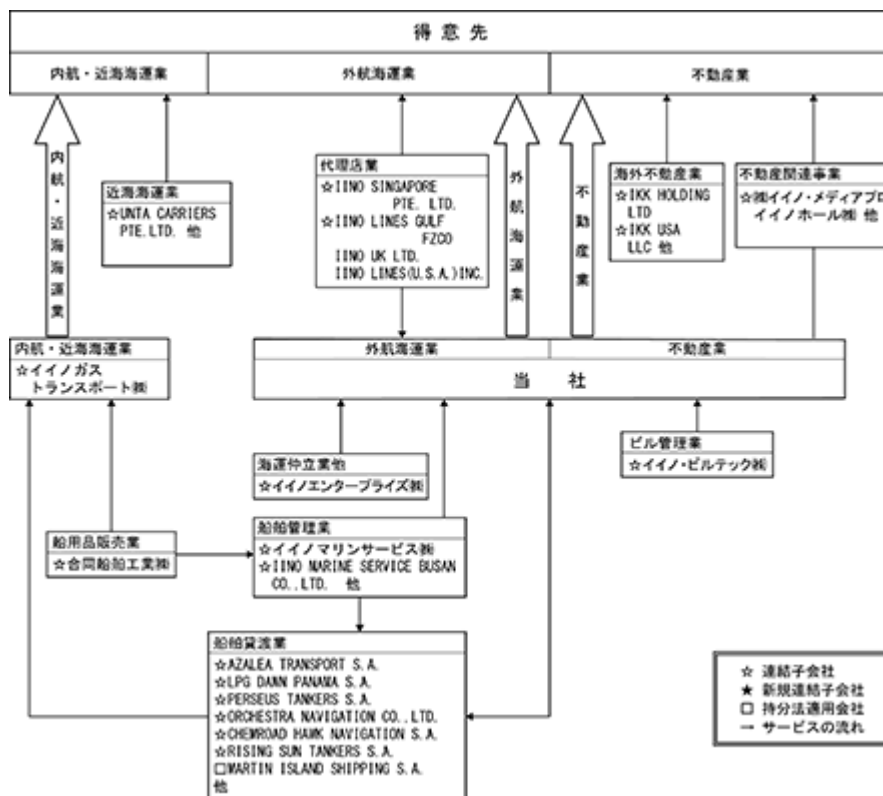 得意先
内航・近海海運業
外航海運業
不動産業
内航・近海海運業
近海海運業
☆UNTA CARRIERS
PTE.LTD. 他
代理店業
☆IINO SINGAPORE
PTE. LTD.
☆IINO LINES GULF
FZCO
IINO UK LTD.
IINO LINES(U.S.A.)INC.
外航海運業
不動産業
海外不動産業
☆IKK HOLDING
LTD
☆IKK USA
LLC 他
不動産関連事業
☆㈱イイノ・メディアプロ
イイノホール㈱ 他
内航・近海海運業
☆イイノガス
トランスポート㈱
外航海運業
不動産業
当社
海運仲立業他
☆イイノエンタープライズ㈱
ビル管理業
☆イイノ・ビルテック㈱
船用品販売業
☆合同船舶工業㈱
船舶管理業
☆イイノマリンサービス㈱
☆IINO MARINE SERVICE BUSAN
CO.,LTD. 他
船舶貸渡業
☆AZALEA TRANSPORT S.A.
☆LPG DANN PANAMA S.A.
☆PERSEUS TANKERS S.A.
☆ORCHESTRA NAVIGATION CO.,LTD.
☆CHEMROAD HAWK NAVIGATION S.A.
☆RISING SUN TANKERS S.A.
□MARTIN ISLAND SHIPPING S.A.
他
☆ 連結子会社
★ 新規連結子会社
□ 持分法適用会社
→ サービスの流れ